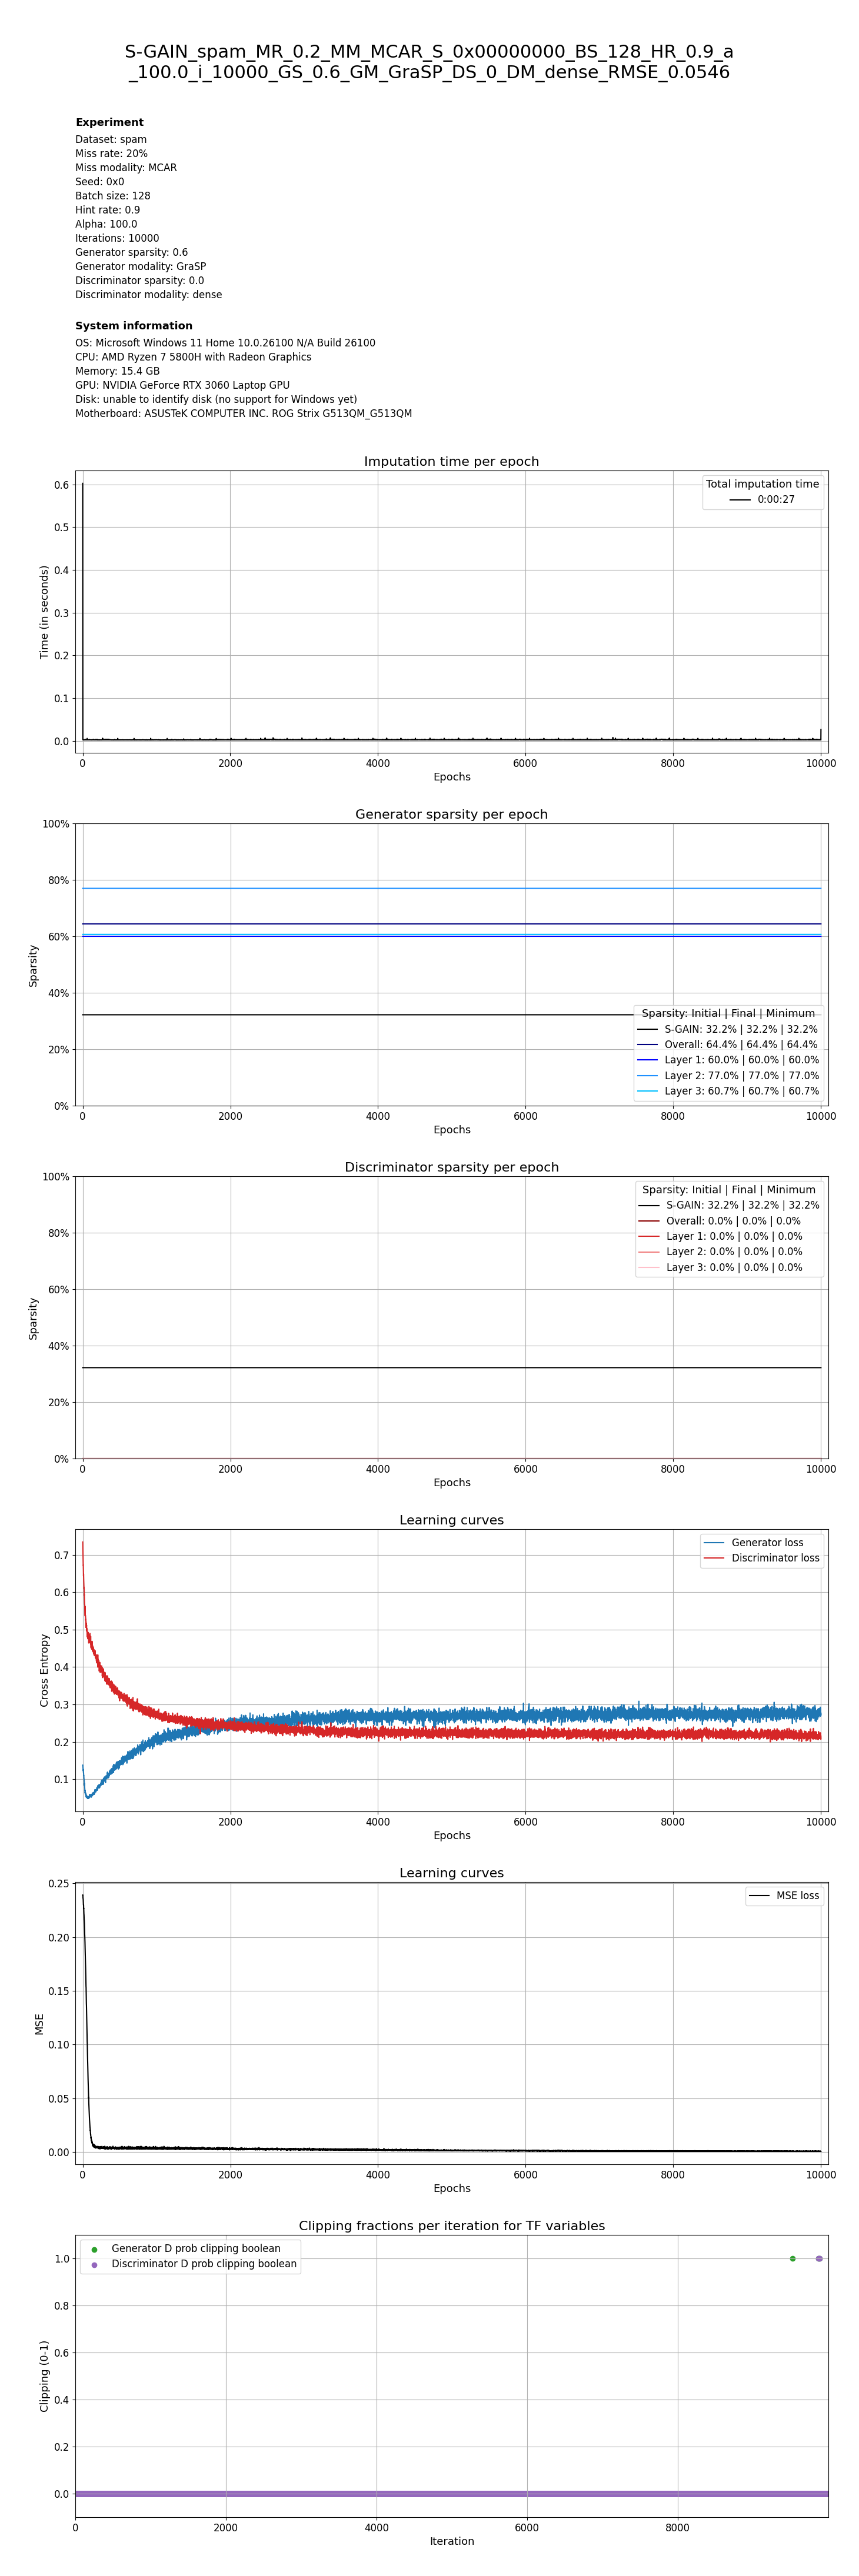 S-GAIN_spam_MR_0.2_MM_MCAR_S_0x00000000_BS_128_HR_0.9_a
_100.0_i_10000_GS_0.6_GM_GraSP_DS_0_DM_dense_RMSE_0.0546
Experiment
Dataset: spam
Miss rate: 20%
Miss modality: MCAR
Seed: 0x0
Batch size: 128
Hint rate: 0.9
Alpha: 100.0
Iterations: 10000
Generator sparsity: 0.6
Generator modality: GraSP
Discriminator sparsity: 0.0
Discriminator modality: dense
System information
OS: Microsoft Windows 11 Home 10.0.26100 N/A Build 26100
CPU: AMD Ryzen 7 5800H with Radeon Graphics
Memory: 15.4 GB
GPU: NVIDIA GeForce RTX 3060 Laptop GPU
Disk: unable to identify disk (no support for Windows yet)
Motherboard: ASUSTeK COMPUTER INC. ROG Strix G513QM_G513QM
Imputation time per epoch
Total imputation time
0:00:27
0.6
0.5
0.4
0.3
0.2
0.1
0.0
Time (in seconds)
0 2000 4000 6000 8000 10000
Epochs
Generator sparsity per epoch
100%
80%
60%
40%
20%
0%
Sparsity
Sparsity: Initial | Final | Minimum
S-GAIN: 32.2% | 32.2% | 32.2%
Overall: 64.4% | 64.4% | 64.4%
Layer 1: 60.0% | 60.0% | 60.0%
Layer 2: 77.0% | 77.0% | 77.0%
Layer 3: 60.7% | 60.7% | 60.7%
0 2000 4000 6000 8000 10000
Epochs
Discriminator sparsity per epoch
100%
80%
60%
40%
20%
0%
Sparsity
Sparsity: Initial | Final | Minimum
S-GAIN: 32.2% | 32.2% | 32.2%
Overall: 0.0% | 0.0% | 0.0%
Layer 1: 0.0% | 0.0% | 0.0%
Layer 2: 0.0% | 0.0% | 0.0%
Layer 3: 0.0% | 0.0% | 0.0%
0 2000 4000 6000 8000 10000
Epochs
Learning curves
Generator loss
Discriminator loss
0.7
0.6
0.5
0.4
0.3
0.2
0.1
Cross Entropy
0 2000 4000 6000 8000 10000
Epochs
Learning curves
MSE loss
0.25
0.20
0.15
0.10
0.05
0.00
MSE
0 2000 4000 6000 8000 10000
Epochs
Clipping fractions per iteration for TF variables
Generator D prob clipping boolean
Discriminator D prob clipping boolean
1.0
0.8
0.6
0.4
0.2
0.0
Clipping (0-1)
0 2000 4000 6000 8000
Iteration